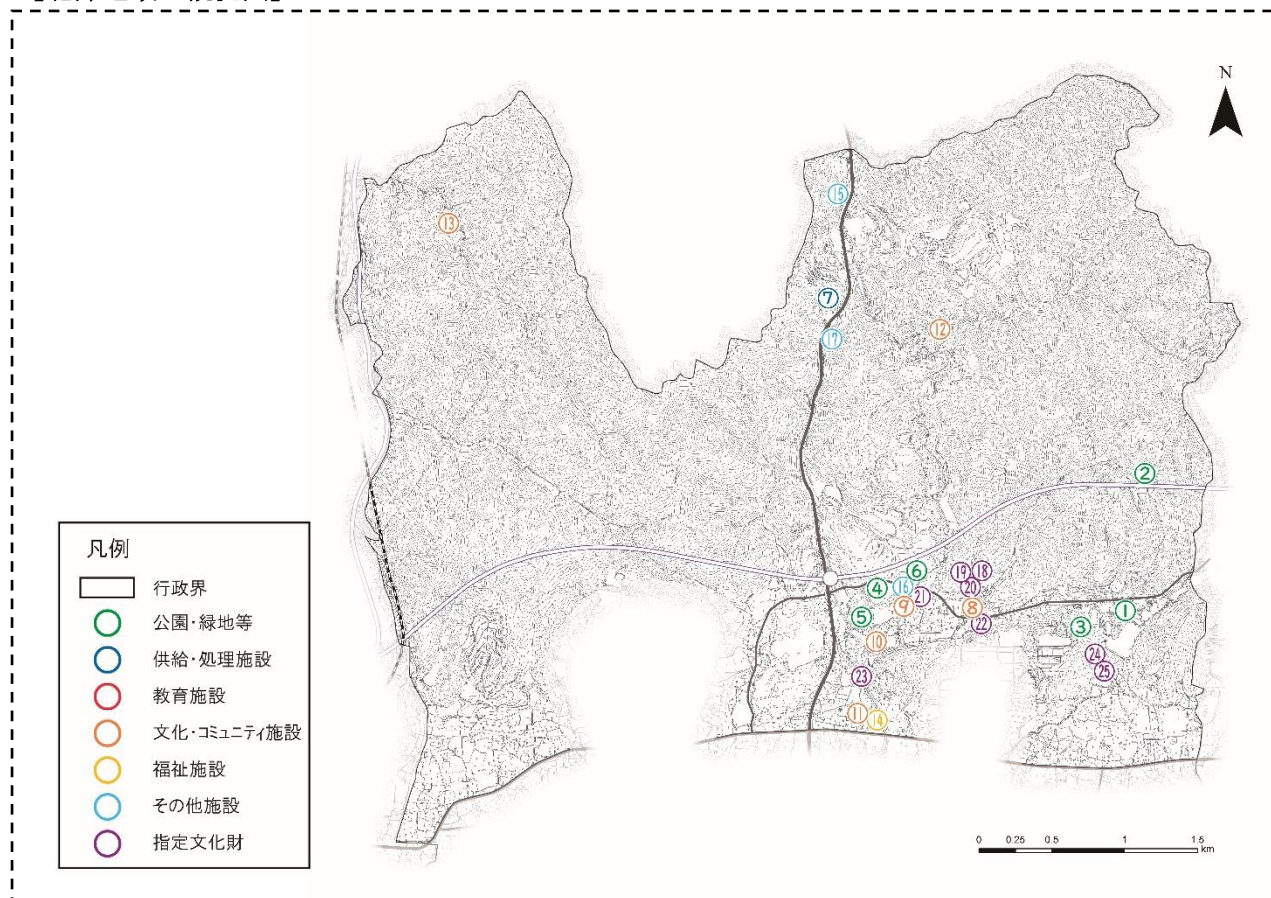 N
⑮
⑬
⑦
⑫
⑰
②
⑥
⑲
⑱
④
⑯
⑳
㉑
⑨
⑧
①
⑤
㉒
③
⑩
㉔
㉓
㉕
⑪
⑭
凡例
行政界
公園・緑地等
供給・処理施設
教育施設
文化・コミュニティ施設
福祉施設
その他施設
指定文化財
0 0.25 0.5 1 1.5
km